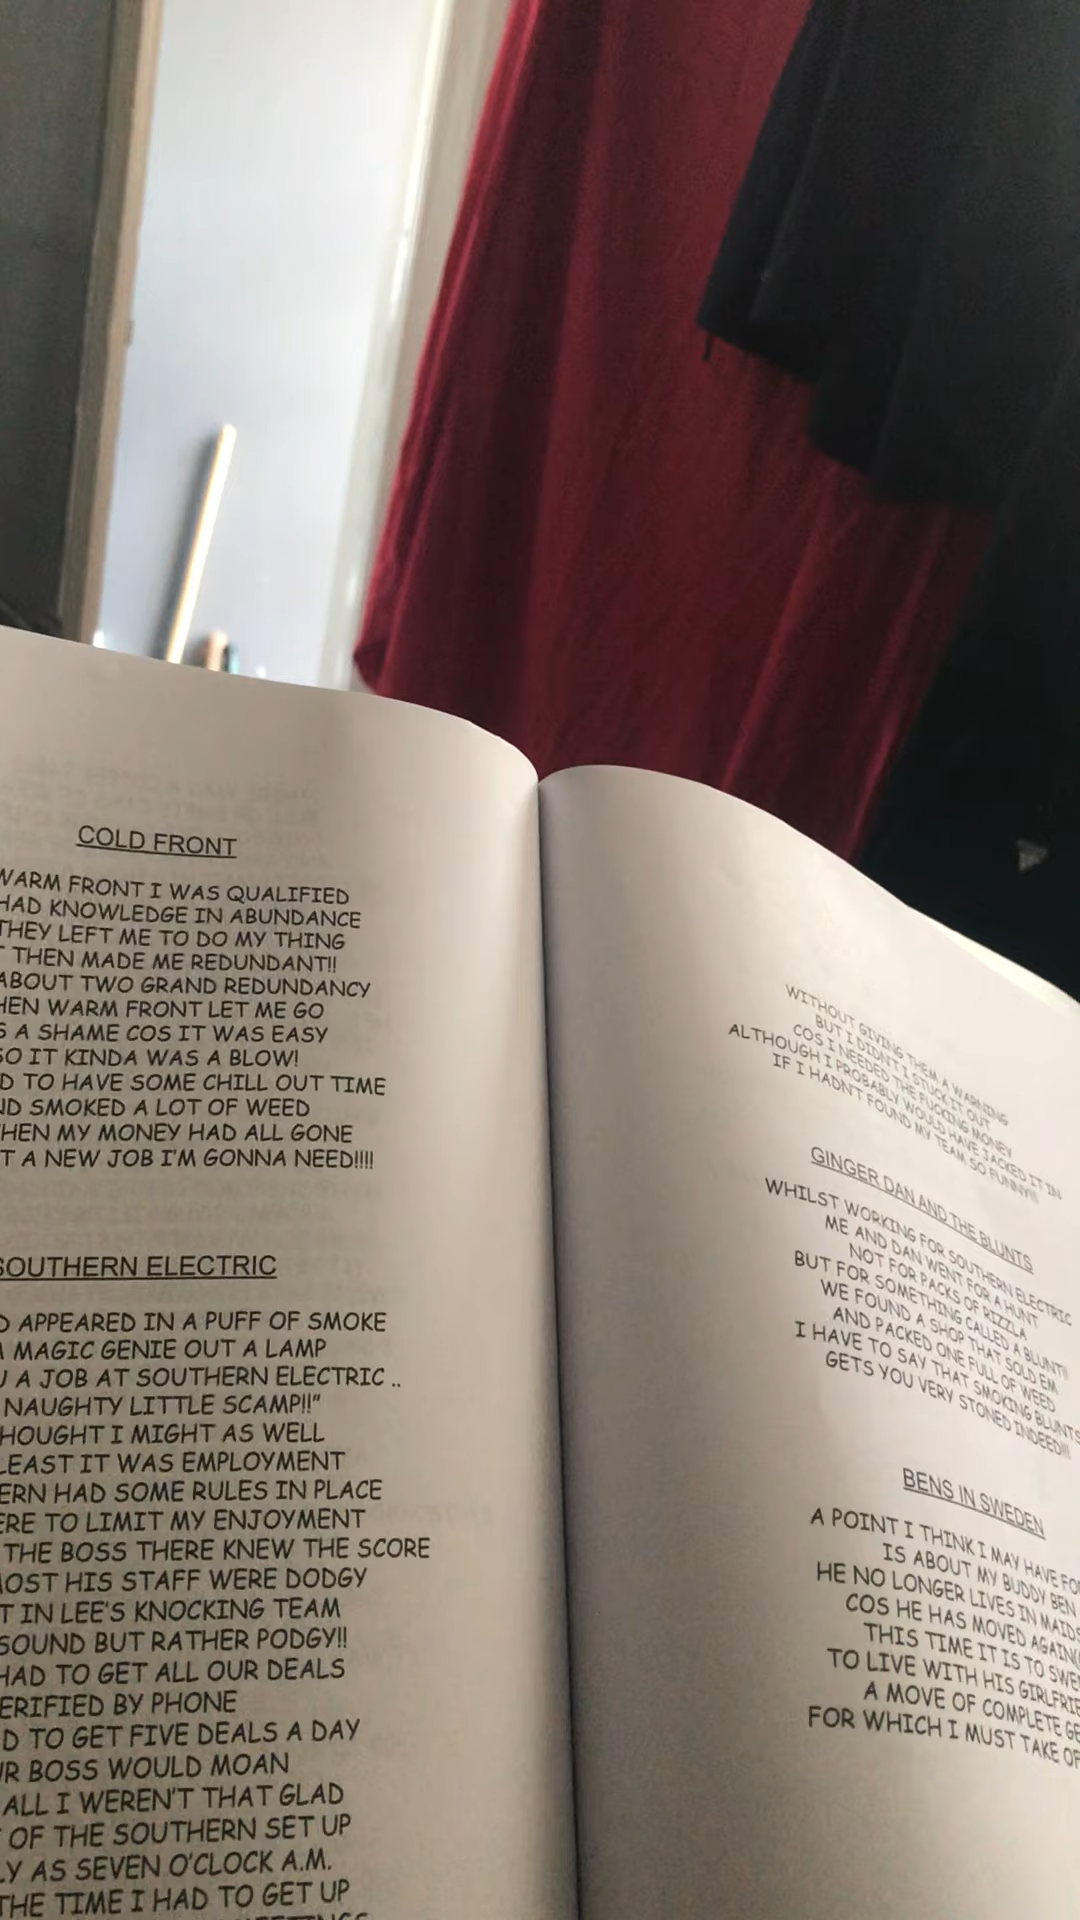 COLD FRONT
WARM FRONT I WAS QUALIFIED
HAD KNOWLEDGE IN ABUNDANCE
THEY LEFT ME TO DO MY THING
THEN MADE ME REDUNDANT!!
ABOUT TWO GRAND REDUNDANCY
HEN WARM FRONT LET ME GO
S A SHAME COS IT WAS EASY
SO IT KINDA WAS A BLOW!
D TO HAVE SOME CHILL OUT TIME
ND SMOKED A LOT OF WEED
HEN MY MONEY HAD ALL GONE
T A NEW JOB I'M GONNA NEED!!!!
SOUTHERN ELECTRIC
D APPEARED IN A PUFF OF SMOKE
A MAGIC GENIE OUT A LAMP
U A JOB AT SOUTHERN ELECTRIC ..
NAUGHTY LITTLE SCAMP!!"
HOUGHT I MIGHT AS WELL
LEAST IT WAS EMPLOYMENT
ERN HAD SOME RULES IN PLACE
ERE TO LIMIT MY ENJOYMENT
THE BOSS THERE KNEW THE SCORE
MOST HIS STAFF WERE DODGY
T IN LEE'S KNOCKING TEAM
SOUND BUT RATHER PODGY!!
HAD TO GET ALL OUR DEALS
ERIFIED BY PHONE
D TO GET FIVE DEALS A DAY
UR BOSS WOULD MOAN
ALL I WEREN'T THAT GLAD
OF THE SOUTHERN SET UP
LY AS SEVEN O'CLOCK A.M.
THE TIME I HAD TO GET UP
WITHOUT GIVING THEM A WARNING
BUT I DIDN'T I STUCK IT OUT
COS I NEEDED THE FUCKING MONEY
ALTHOUGH I PROBABLY WOULD HAVE JACKED IT IN
IF I HADN'T FOUND MY TEAM SO FUNNY!!!
GINGER DAN AND THE BLUNTS
WHILST WORKING FOR SOUTHERN ELECTRIC
ME AND DAN WENT FOR A HUNT
NOT FOR PACKS OF RIZZLA
BUT FOR SOMETHING CALLED A BLUNT!!
WE FOUND A SHOP THAT SOLD EM
AND PACKED ONE FULL OF WEED
I HAVE TO SAY THAT SMOKING BLUNTS
GETS YOU VERY STONED INDEED!!!
BENS IN SWEDEN
A POINT I THINK I MAY HAVE FO
IS ABOUT MY BUDDY BEN
HE NO LONGER LIVES IN MAIDS
COS HE HAS MOVED AGAIN
THIS TIME IT IS TO SWE
TO LIVE WITH HIS GIRLFRIE
A MOVE OF COMPLETE GE
FOR WHICH I MUST TAKE OF